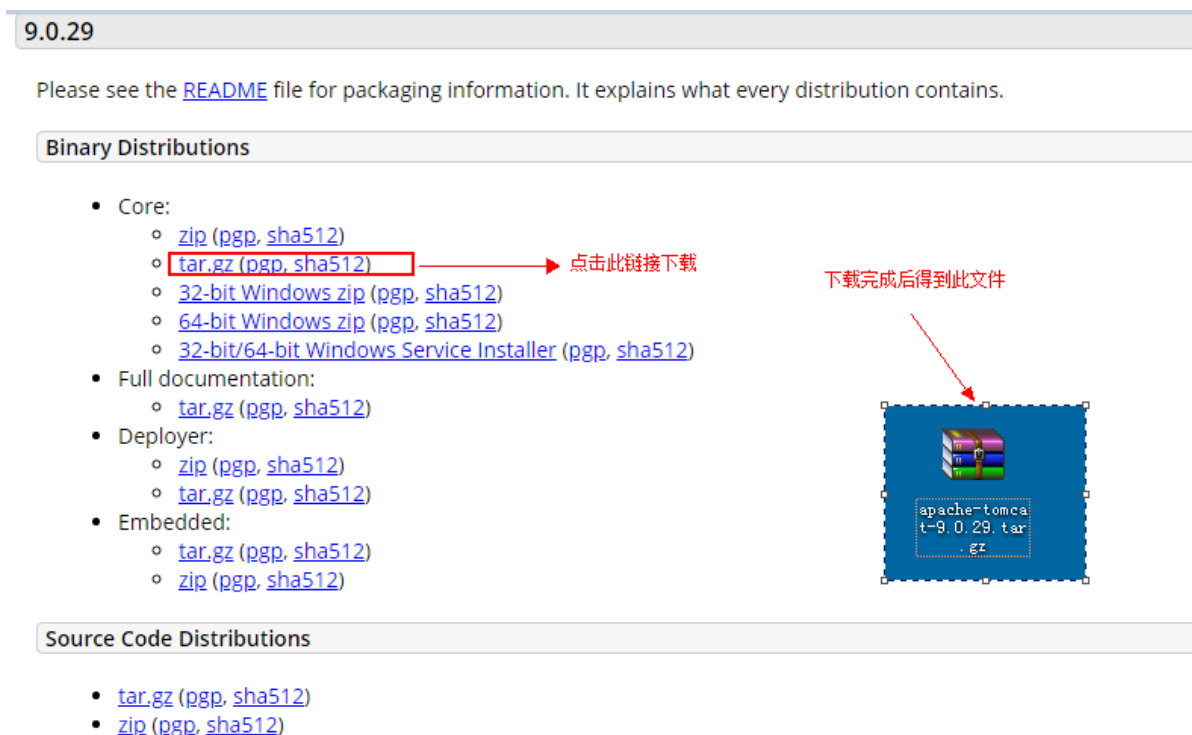 9.0.29
Please see the README file for packaging information. It explains what every distribution contains.
Binary Distributions
Core:
zip (pgp, sha512)
tar.gz (pgp, sha512)
点击此链接下载
32-bit Windows zip (pgp, sha512)
64-bit Windows zip (pgp, sha512)
32-bit/64-bit Windows Service Installer (pgp, sha512)
Full documentation:
tar.gz (pgp, sha512)
Deployer:
zip (pgp, sha512)
tar.gz (pgp, sha512)
Embedded:
tar.gz (pgp, sha512)
zip (pgp, sha512)
下载完成后得到此文件
apache-tomca
t-9.0.29.tar
.gz
Source Code Distributions
tar.gz (pgp, sha512)
zip (pgp, sha512)